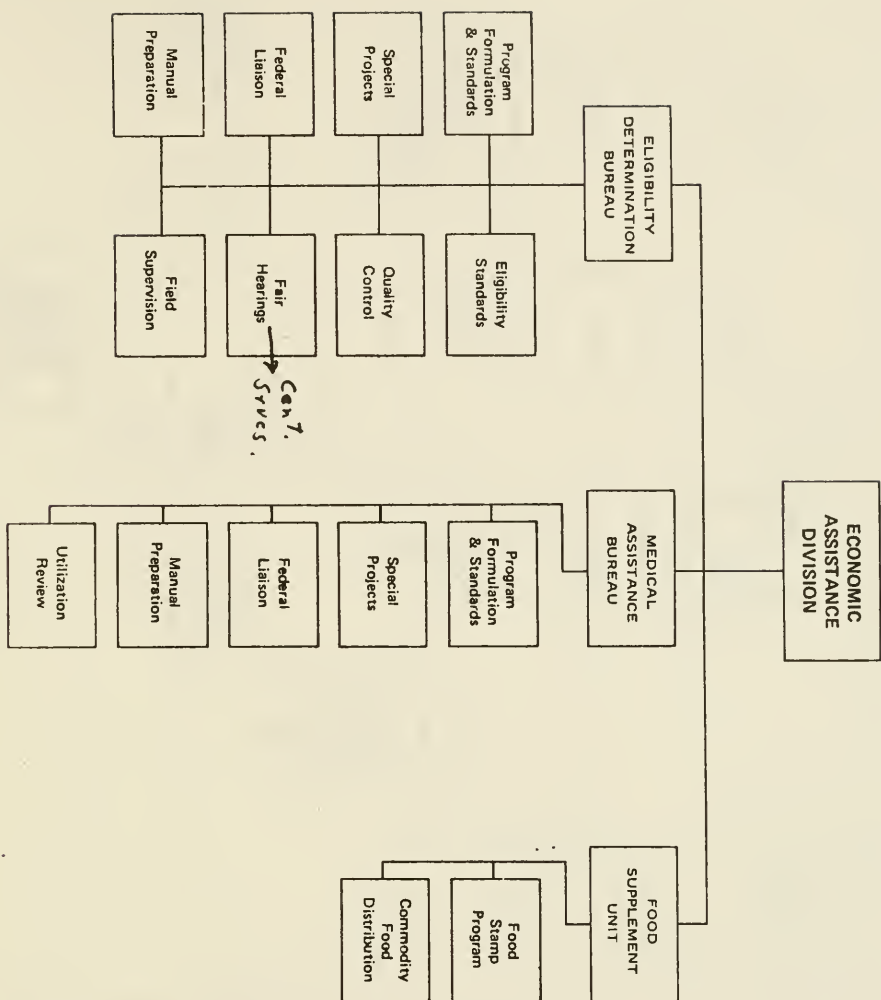 ECONOMIC
ASSISTANCE
DIVISION
ELIGIBILITY
DETERMINATION
BUREAU
Program
Formulation
& Standards
Eligibility
Standards
Special
Projects
Quality
Control
Federal
Liaison
Fair
Hearings
Cent.
Srvcs.
Manual
Preparation
Field
Supervision
MEDICAL
ASSISTANCE
BUREAU
Program
Formulation
& Standards
Special
Projects
Federal
Liaison
Manual
Preparation
Utilization
Review
FOOD
SUPPLEMENT
UNIT
Food
Stamp
Program
Commodity
Food
Distribution